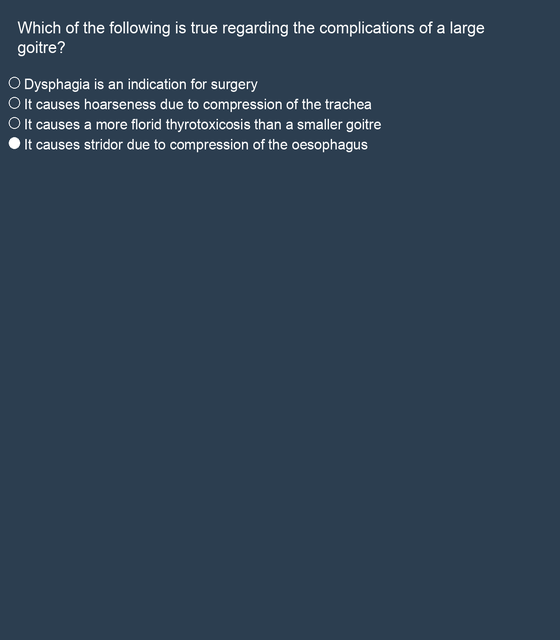 Which of the following is true regarding the complications of a large
goitre?
Dysphagia is an indication for surgery
It causes hoarseness due to compression of the trachea
It causes a more florid thyrotoxicosis than a smaller goitre
It causes stridor due to compression of the oesophagus